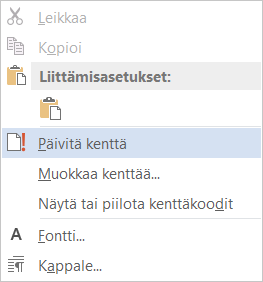 Leikkaa
Kopioi
Liittämisasetukset:
Päivitä kenttä
Muokkaa kenttää...
Näytä tai piilota kenttäkoodit
A Fontti...
Kappale...